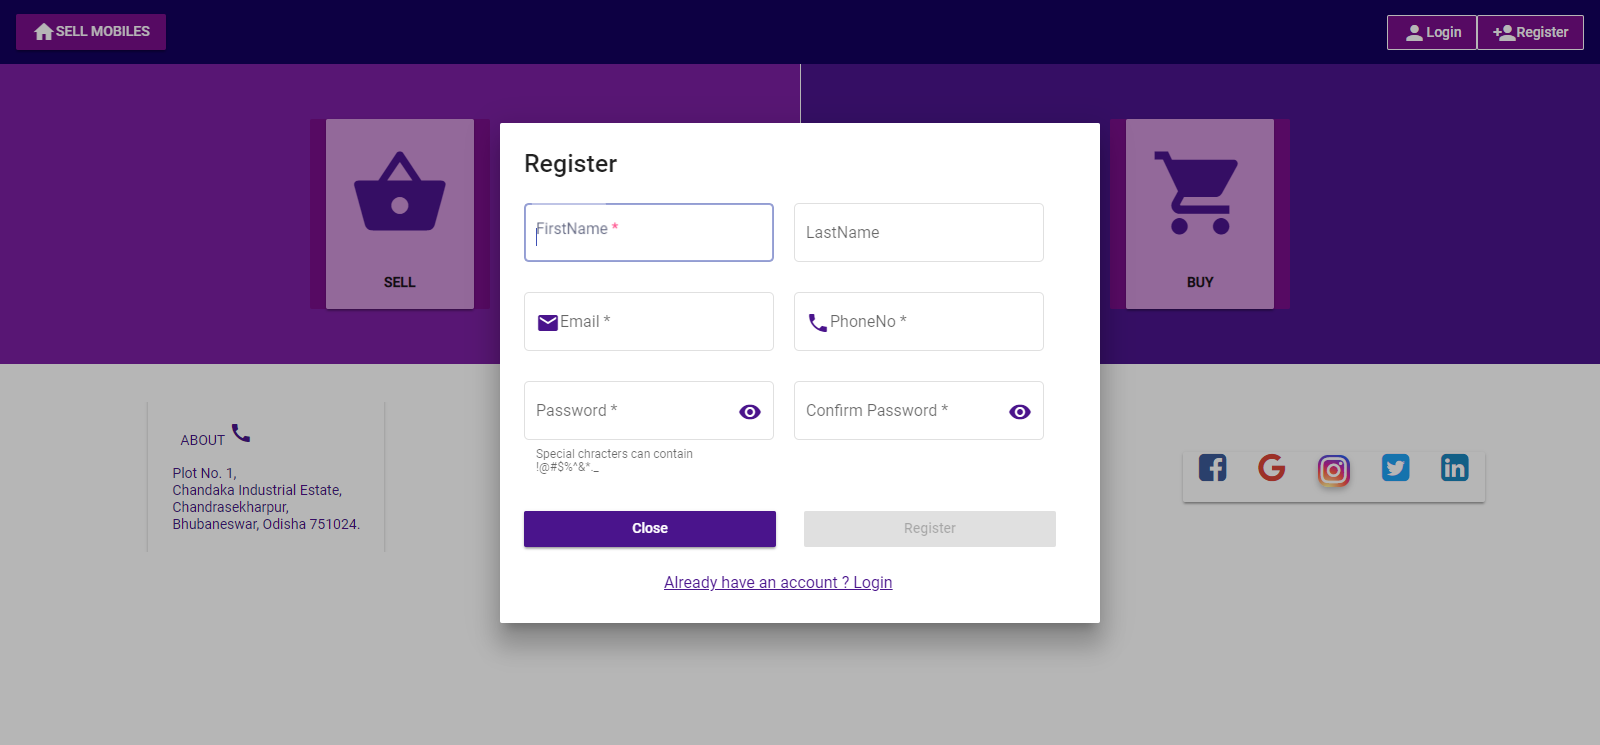 SELL MOBILES
Login
Register
SELL
BUY
Register
FirstName *
LastName
Email *
PhoneNo *
Password *
Confirm Password *
Special chracters can contain
!@#$%^&*._
Close
Register
Already have an account ? Login
ABOUT
Plot No. 1,
Chandaka Industrial Estate,
Chandrasekharpur,
Bhubaneswar, Odisha 751024.